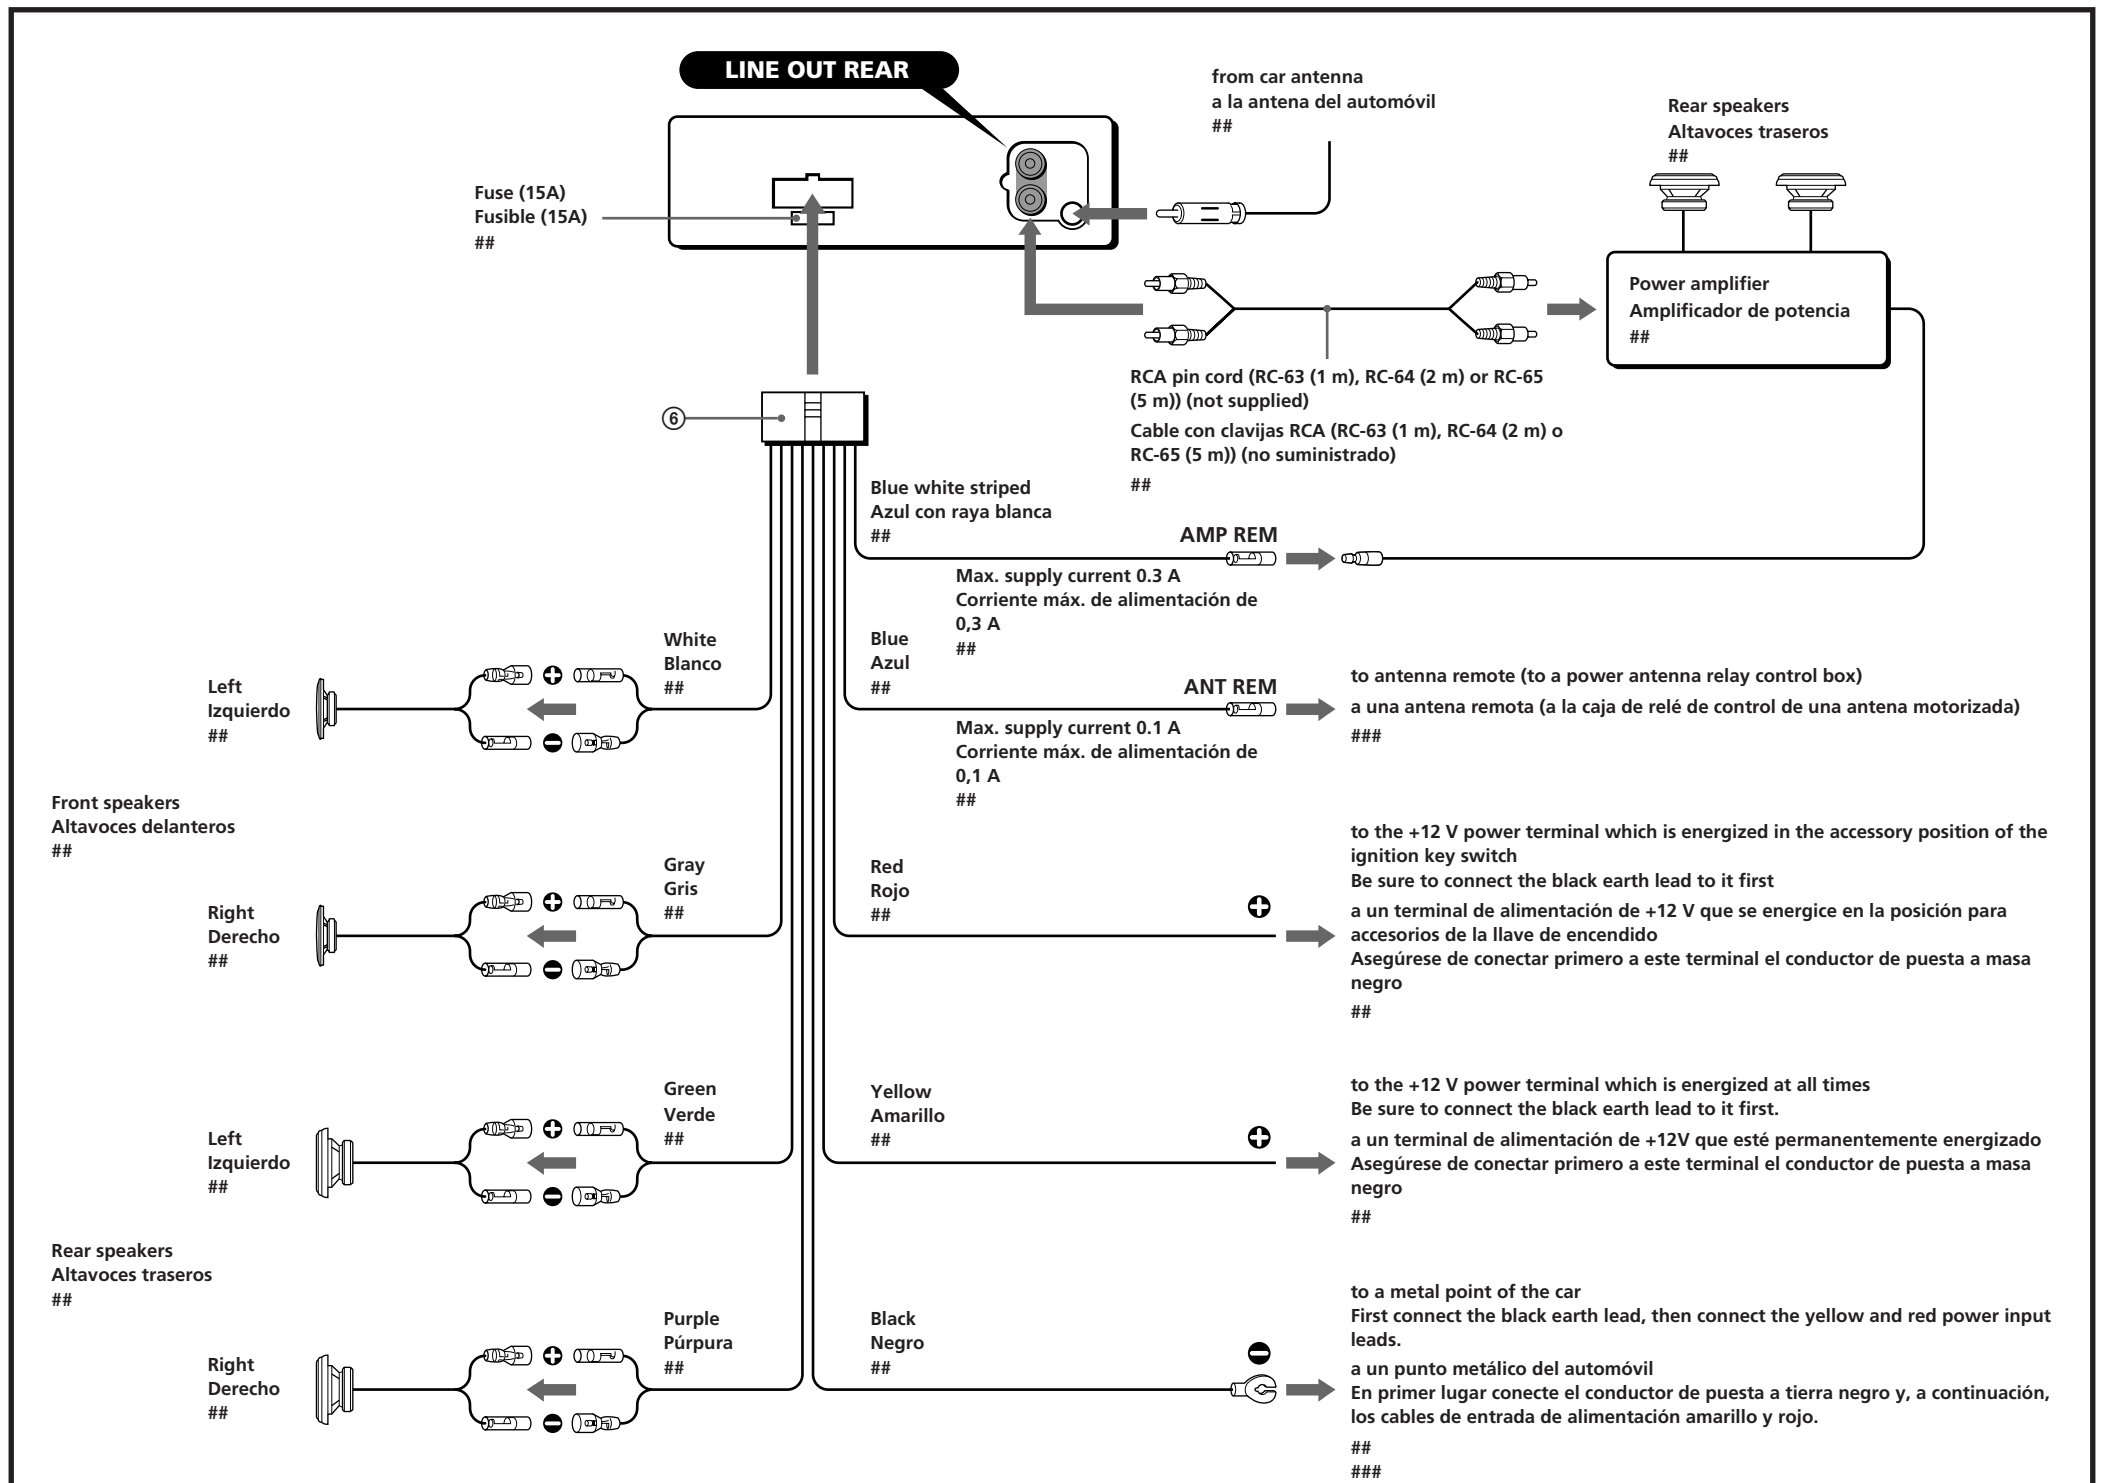 LINE OUT REAR
from car antenna
a la antena del automóvil
##
Rear speakers
Altavoces traseros
##
Fuse (15A)
Fusible (15A)
##
Power amplifier
Amplificador de potencia
##
RCA pin cord (RC-63 (1 m), RC-64 (2 m) or RC-65
(5 m)) (not supplied)
Cable con clavijas RCA (RC-63 (1 m), RC-64 (2 m) o
RC-65 (5 m)) (no suministrado)
##
6
Blue white striped
Azul con raya blanca
##
AMP REM
Max. supply current 0.3 A
Corriente máx. de alimentación de
0,3 A
##
White
Blanco
##
Blue
Azul
##
Left
Izquierdo
##
ANT REM
to antenna remote (to a power antenna relay control box)
a una antena remota (a la caja de relé de control de una antena motorizada)
###
Max. supply current 0.1 A
Corriente máx. de alimentación de
0,1 A
##
Front speakers
Altavoces delanteros
##
Gray
Gris
##
Red
Rojo
##
Right
Derecho
##
to the +12 V power terminal which is energized in the accessory position of the
ignition key switch
Be sure to connect the black earth lead to it first
a un terminal de alimentación de +12 V que se energice en la posición para
accesorios de la llave de encendido
Asegúrese de conectar primero a este terminal el conductor de puesta a masa
negro
##
Green
Verde
##
Yellow
Amarillo
##
Left
Izquierdo
##
to the +12 V power terminal which is energized at all times
Be sure to connect the black earth lead to it first.
a un terminal de alimentación de +12V que esté permanentemente energizado
Asegúrese de conectar primero a este terminal el conductor de puesta a masa
negro
##
Rear speakers
Altavoces traseros
##
Purple
Púrpura
##
Black
Negro
##
Right
Derecho
##
to a metal point of the car
First connect the black earth lead, then connect the yellow and red power input
leads.
a un punto metálico del automóvil
En primer lugar conecte el conductor de puesta a tierra negro y, a continuación,
los cables de entrada de alimentación amarillo y rojo.
##
###